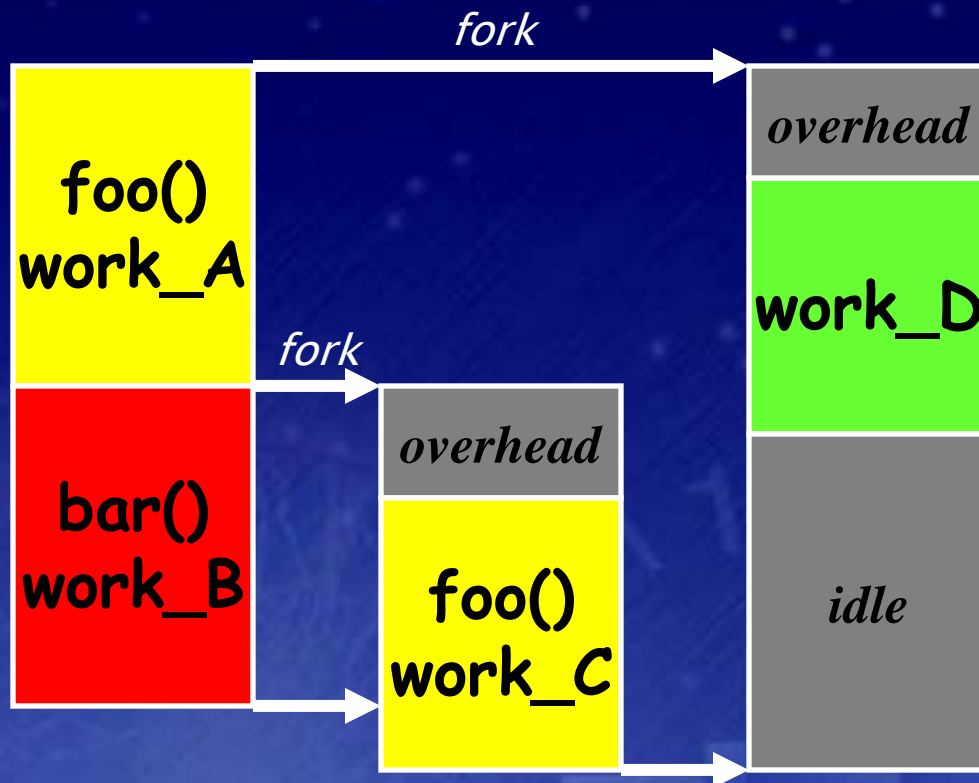 fork
foo()
work_A
fork
bar()
work_B
overhead
foo()
work_C
overhead
work_D
idle